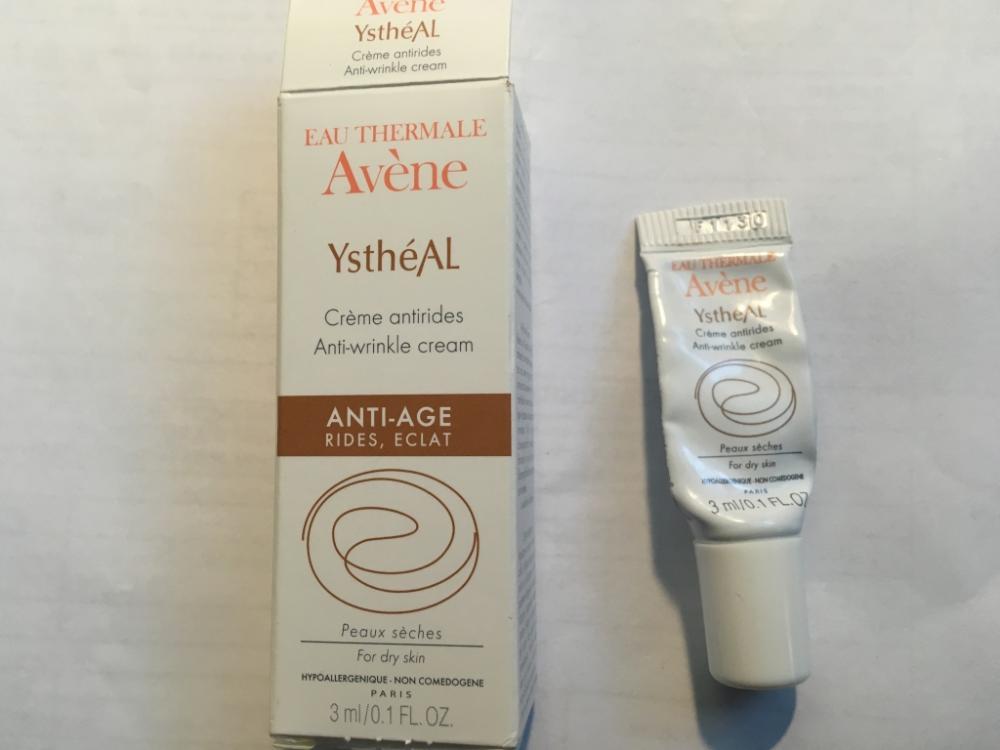 Avène
YsthéAL
Crème antirides
Anti-wrinkle cream
EAU THERMALE
Avène
YsthéAL
Crème antirides
Anti-wrinkle cream
ANTI-AGE
RIDES, ECLAT
Peaux sèches
For dry skin
HYPOALLERGENIQUE - NON COMEDOGENE
PARIS
3 ml/0.1 FL. OZ.
EAU THERMALE
Avène
YsthéAL
Crème antirides
Anti-wrinkle cream
Peaux sèches
For dry skin
HYPOALLERGENIQUE - NON COMEDOGENE
PARIS
3 ml/0.1 FL.OZ